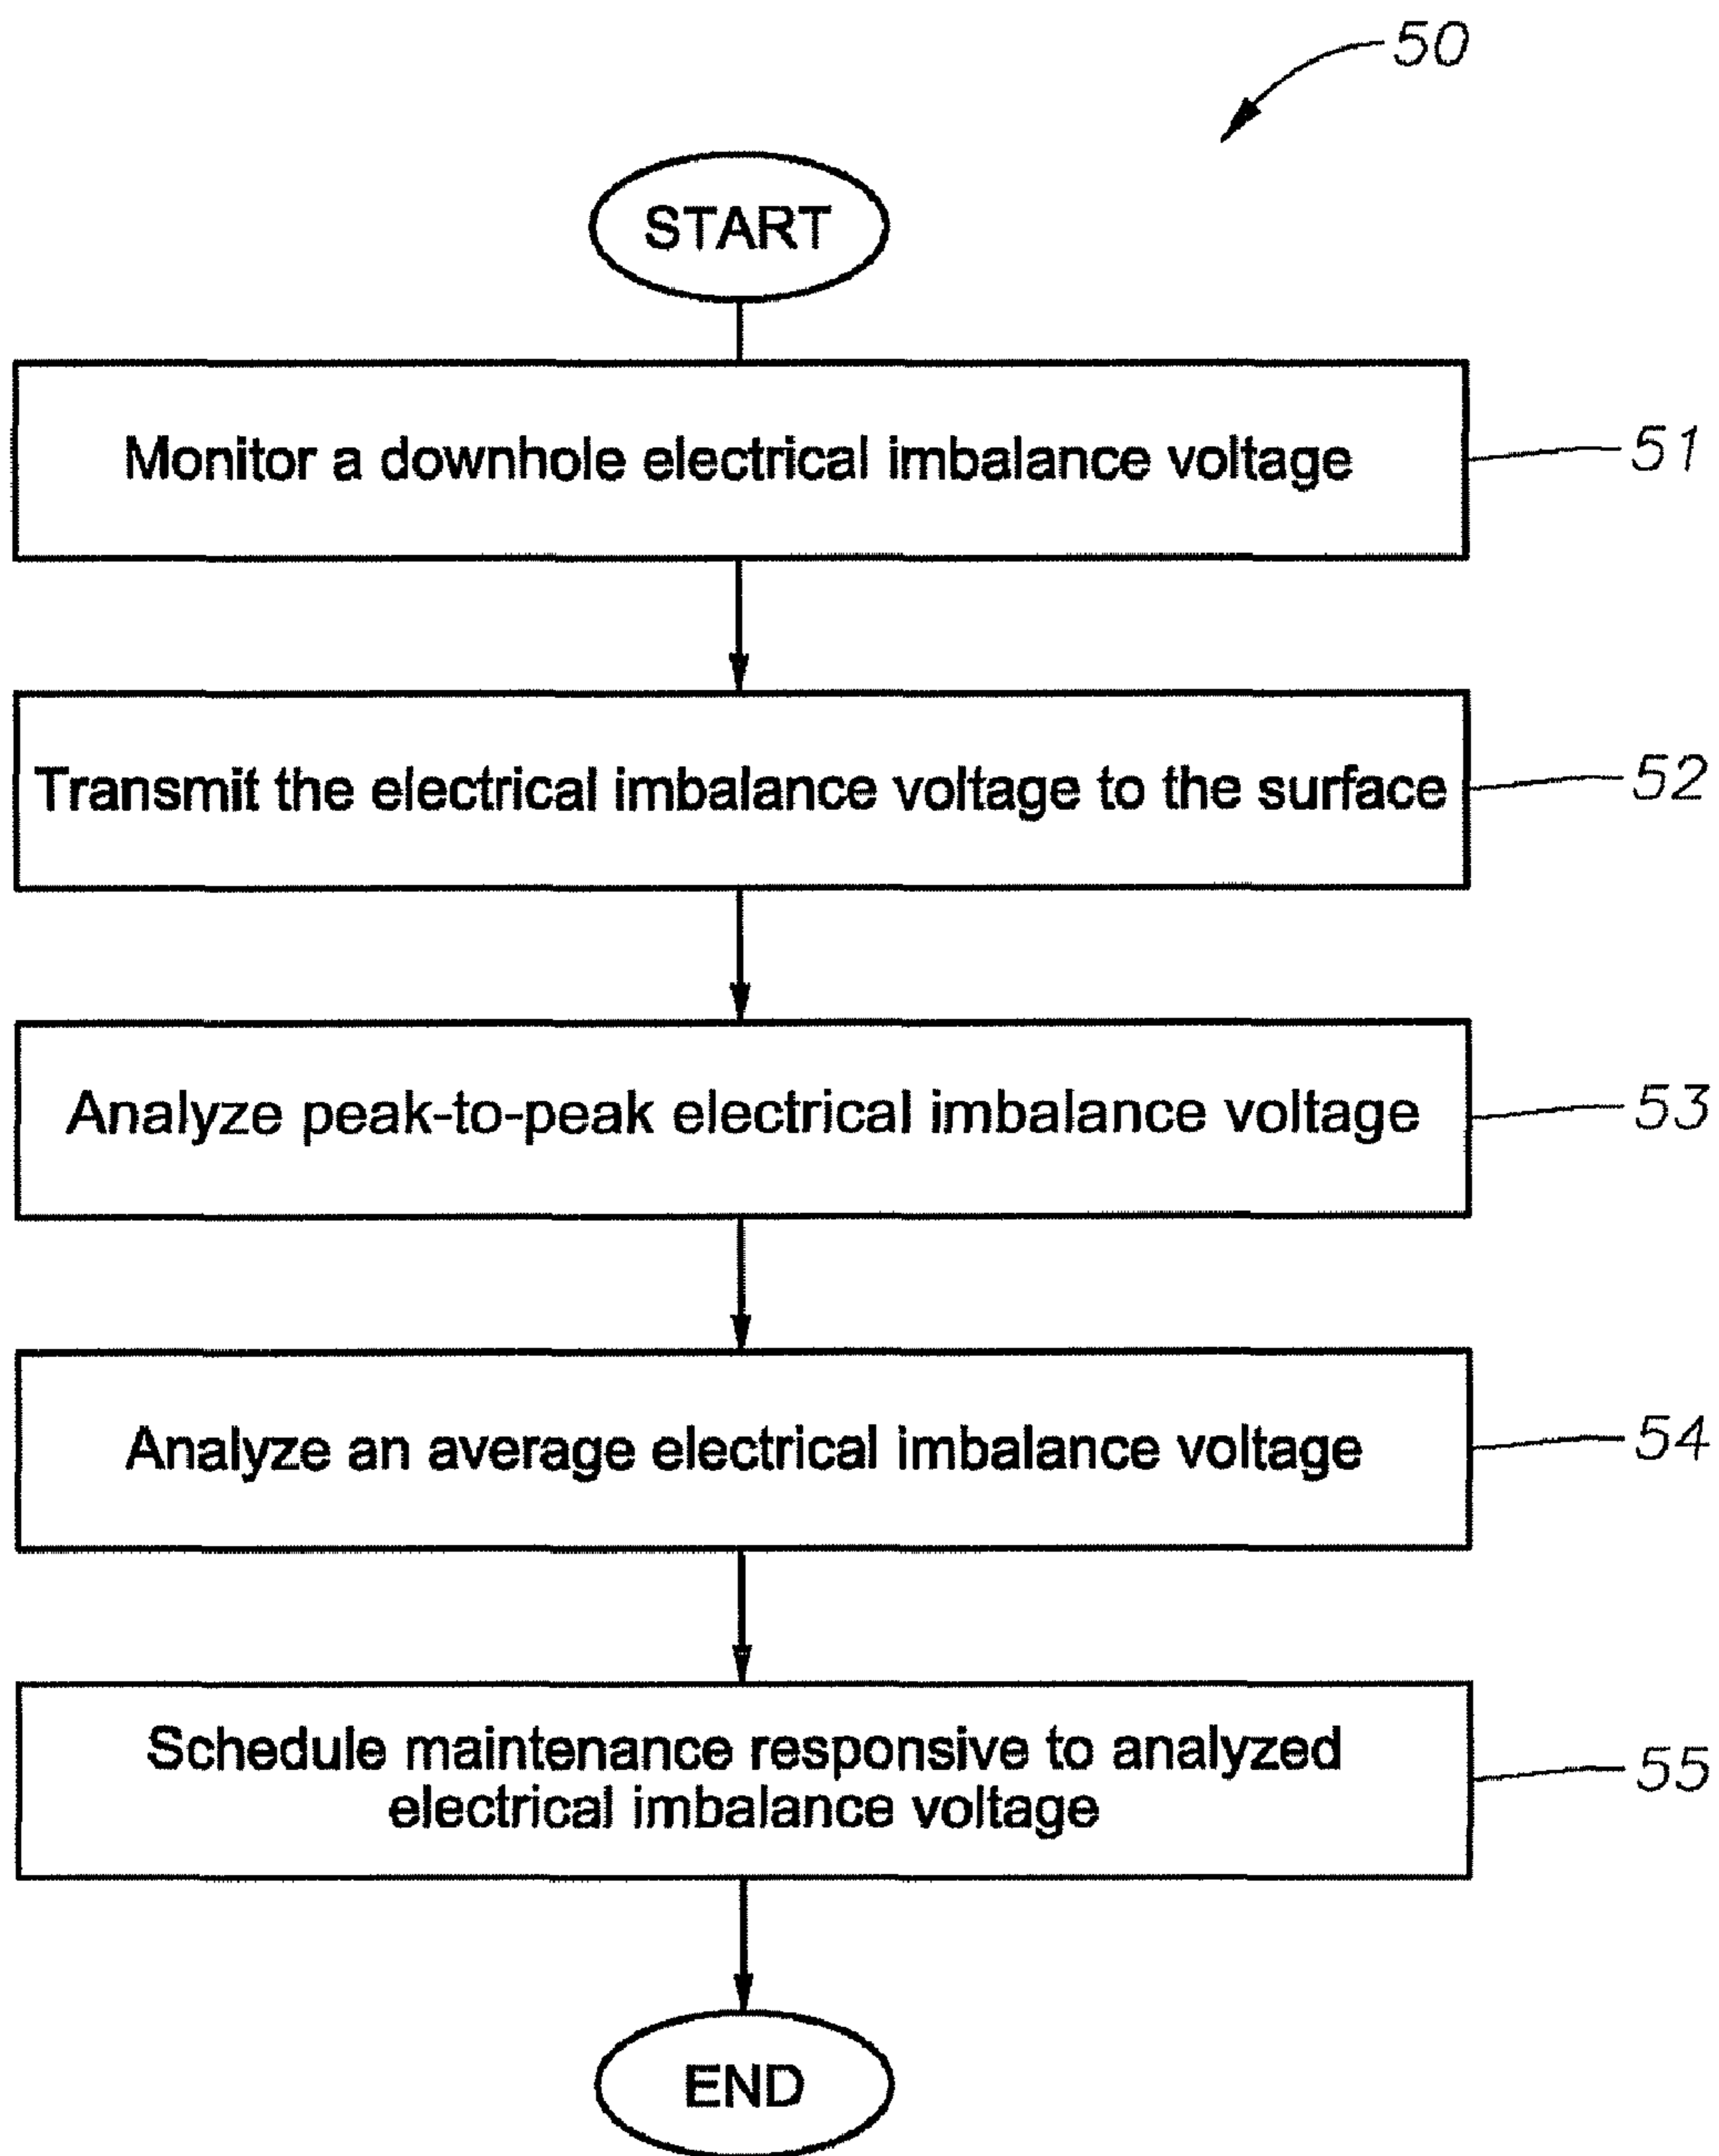 50
START
Monitor a downhole electrical imbalance voltage
51
Transmit the electrical imbalance voltage to the surface
52
Analyze peak-to-peak electrical imbalance voltage
53
Analyze an average electrical imbalance voltage
54
Schedule maintenance responsive to analyzed
electrical imbalance voltage
55
END